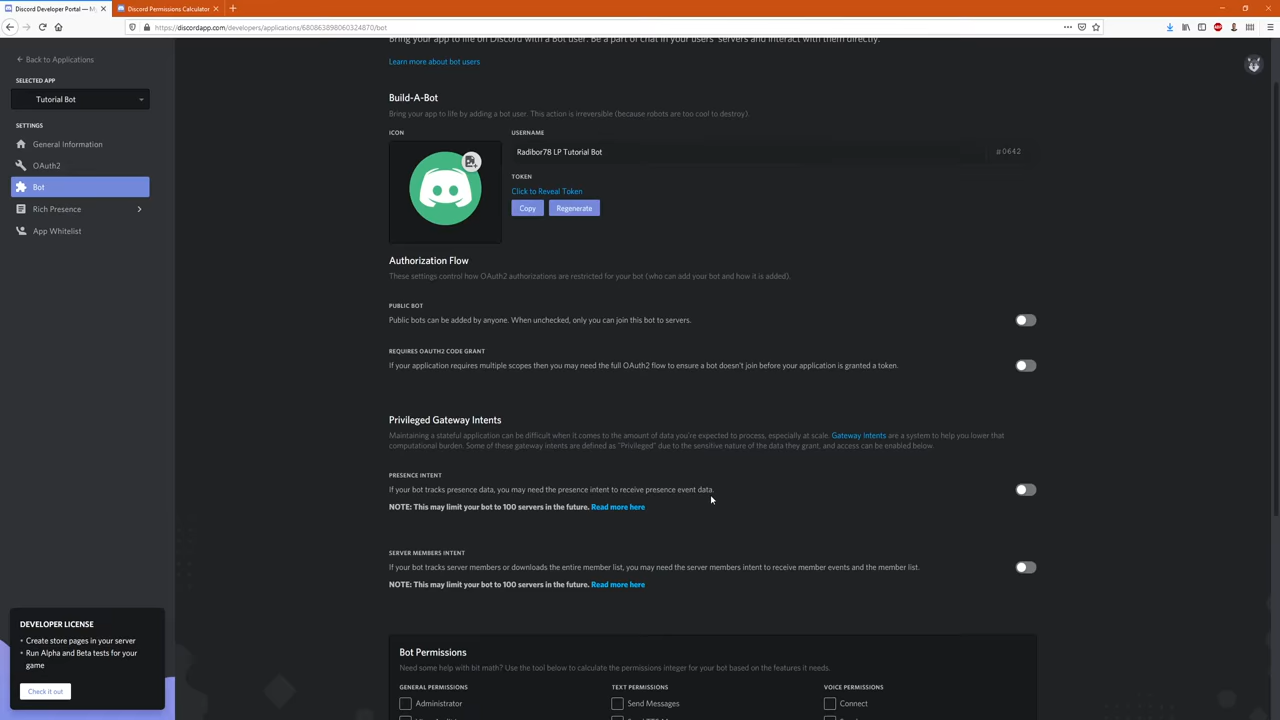 Discord Developer Portal — My
Discord Permissions Calculator
https://discordapp.com/developers/applications/680863898060324870/bot
Back to Applications
SELECTED APP
Tutorial Bot
SETTINGS
General Information
OAuth2
Bot
Rich Presence
App Whitelist
DEVELOPER LICENSE
• Create store pages in your server
• Run Alpha and Beta tests for your
game
Check it out
Bring your app to life on Discord with a Bot user. Be a part of chat in your users' servers and interact with them directly.
Learn more about bot users
Build-A-Bot
Bring your app to life by adding a bot user. This action is irreversible (because robots are too cool to destroy).
ICON
USERNAME
Radibor78 LP Tutorial Bot
#0642
TOKEN
Click to Reveal Token
Copy
Regenerate
Authorization Flow
These settings control how OAuth2 authorizations are restricted for your bot (who can add your bot and how it is added).
PUBLIC BOT
Public bots can be added by anyone. When unchecked, only you can join this bot to servers.
REQUIRES OAUTH2 CODE GRANT
If your application requires multiple scopes then you may need the full OAuth2 flow to ensure a bot doesn't join before your application is granted a token.
Privileged Gateway Intents
Maintaining a stateful application can be difficult when it comes to the amount of data you're expected to process, especially at scale. Gateway Intents are a system to help you lower that
computational burden. Some of these gateway intents are defined as "Privileged" due to the sensitive nature of the data they grant, and access can be enabled below.
PRESENCE INTENT
If your bot tracks presence data, you may need the presence intent to receive presence event data.
NOTE: This may limit your bot to 100 servers in the future. Read more here
SERVER MEMBERS INTENT
If your bot tracks server members or downloads the entire member list, you may need the server members intent to receive member events and the member list.
NOTE: This may limit your bot to 100 servers in the future. Read more here
Bot Permissions
Need some help with bit math? Use the tool below to calculate the permissions integer for your bot based on the features it needs.
GENERAL PERMISSIONS
TEXT PERMISSIONS
VOICE PERMISSIONS
Administrator
Send Messages
Connect